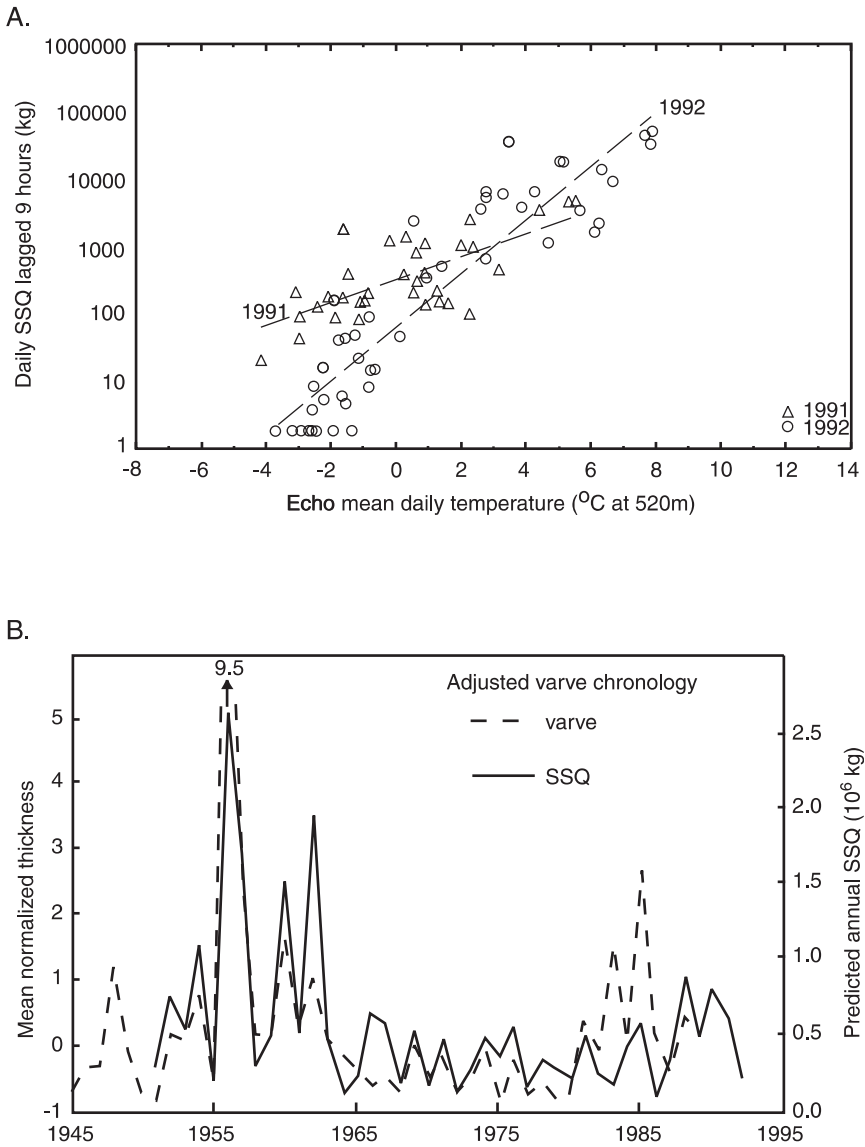 A.
1000000
100000
10000
1000
100
10
1
Daily SSQ lagged 9 hours (kg)
1992
1991
△ 1991
○ 1992
-8 -6 -4 -2 0 2 4 6 8 10 12 14
Echo mean daily temperature (°C at 520m)
B.
9.5
Adjusted varve chronology
varve
SSQ
5
4
3
2
1
0
-1
Mean normalized thickness
2.5
2.0
1.5
1.0
0.5
0.0
Predicted annual SSQ (10⁶ kg)
1945 1955 1965 1975 1985 1995